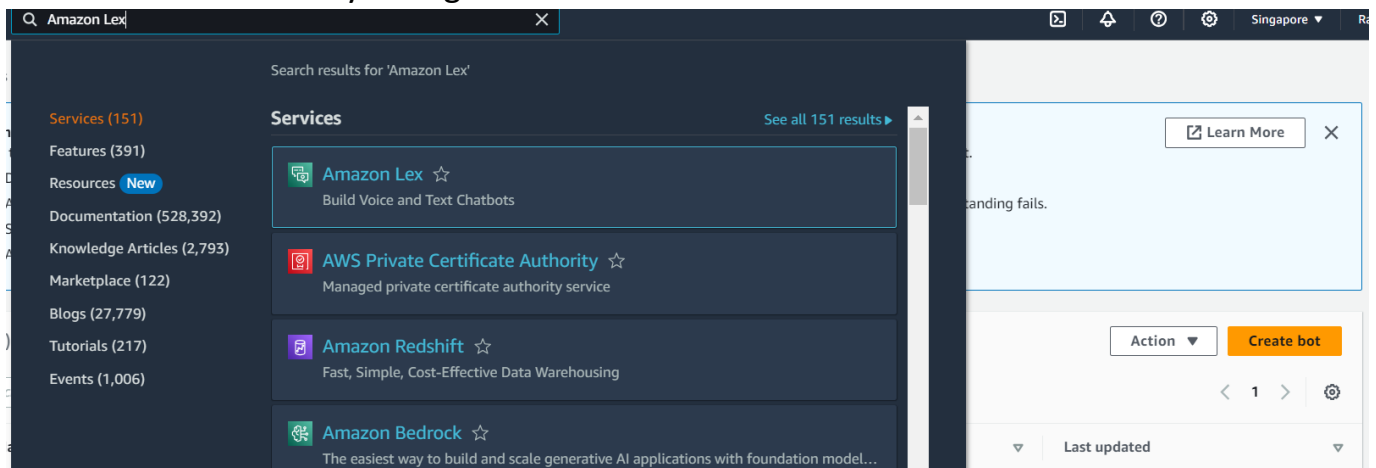 Amazon Lex
Singapore
Search results for 'Amazon Lex'
Services (151)
Features (391)
Resources New
Documentation (528,392)
Knowledge Articles (2,793)
Marketplace (122)
Blogs (27,779)
Tutorials (217)
Events (1,006)
Services
See all 151 results
Amazon Lex
Build Voice and Text Chatbots
AWS Private Certificate Authority
Managed private certificate authority service
Amazon Redshift
Fast, Simple, Cost-Effective Data Warehousing
Amazon Bedrock
The easiest way to build and scale generative AI applications with foundation model...
Learn More
tanding fails.
Action
Create bot
1
Last updated